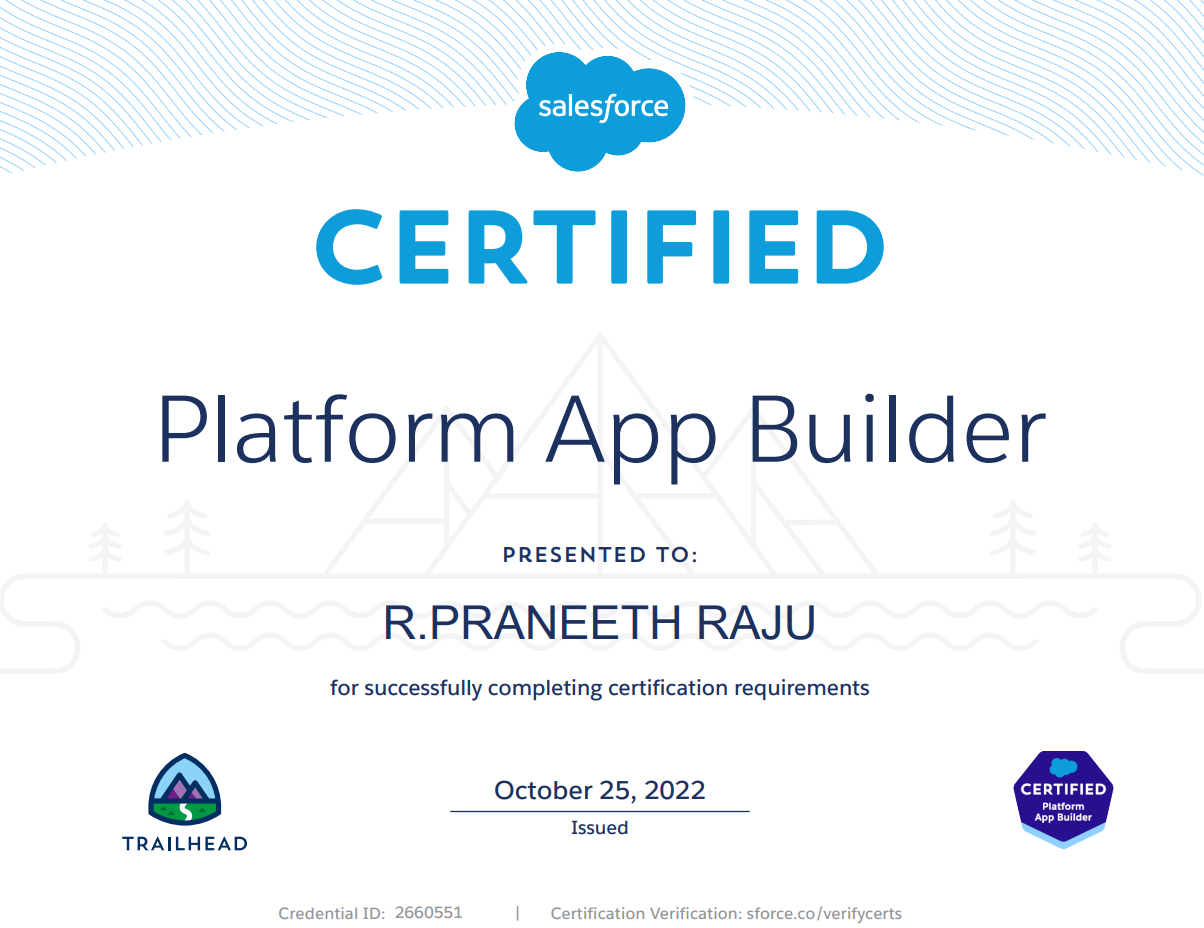 salesforce
CERTIFIED
Platform App Builder
PRESENTED TO:
R.PRANEETH RAJU
for successfully completing certification requirements
TRAILHEAD
October 25, 2022
Issued
CERTIFIED
Platform
App Builder
Credential ID: 2660551 | Certification Verification: sforce.co/verifycerts